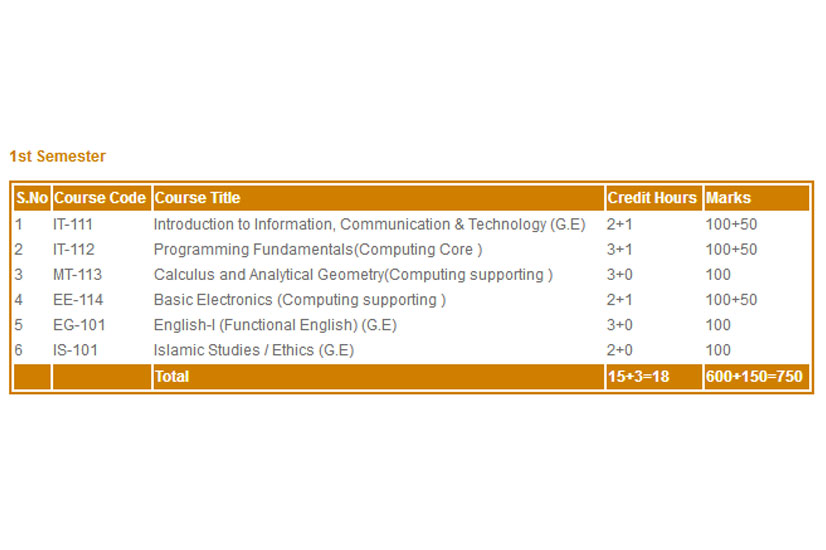 1st Semester
S.No Course Code Course Title Credit Hours Marks
1 IT-111 Introduction to Information, Communication & Technology (G.E) 2+1 100+50
2 IT-112 Programming Fundamentals(Computing Core ) 3+1 100+50
3 MT-113 Calculus and Analytical Geometry(Computing supporting ) 3+0 100
4 EE-114 Basic Electronics (Computing supporting ) 2+1 100+50
5 EG-101 English-I (Functional English) (G.E) 3+0 100
6 IS-101 Islamic Studies / Ethics (G.E) 2+0 100
Total 15+3=18 600+150=750